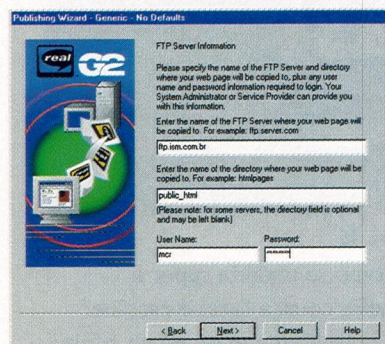 Publishing Wizard - Generic - No Defaults
real G2
FTP Server Information
Please specify the name of the FTP Server and directory
where your web page will be copied to, plus any user
name and password information required to login. Your
System Administrator or Service Provider can provide you
with this information.
Enter the name of the FTP Server where your web page will
be copied to. For example: ftp.server.com
ftp.ism.com.br
Enter the name of the directory where your web page will be
copied to. For example: htmlpages
public_html
(Please note: for some servers, the directory field is optional
and may be left blank)
User Name: Password:
mcr ****
< Back Next > Cancel Help